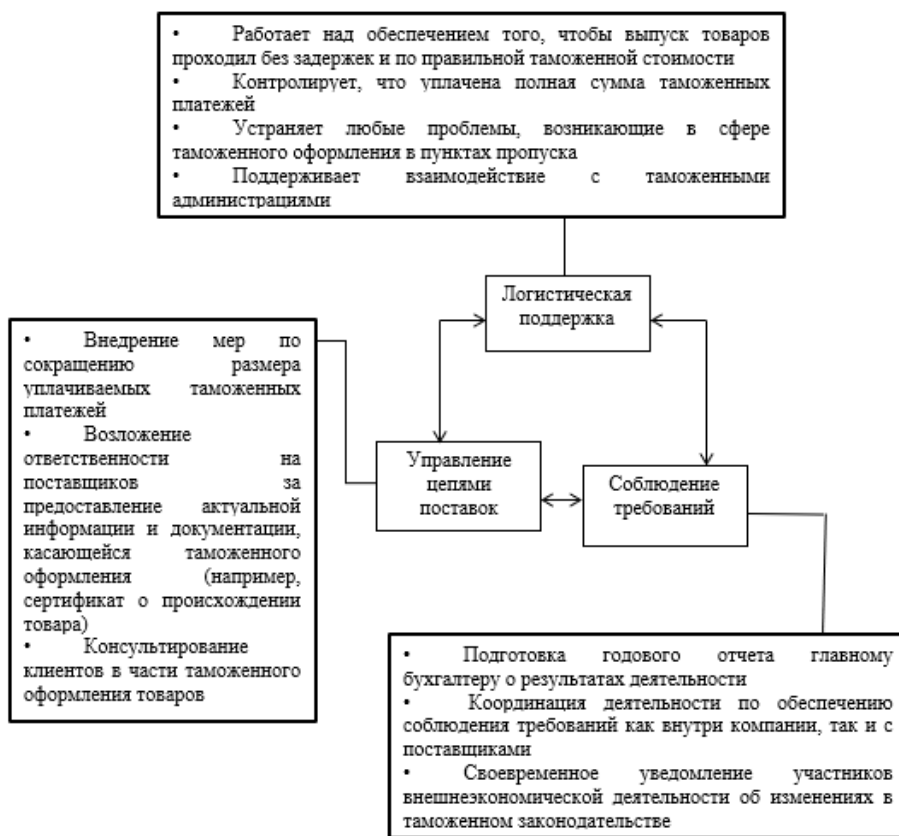 • Работает над обеспечением того, чтобы выпуск товаров
проходил без задержек и по правильной таможенной стоимости
• Контролирует, что уплачена полная сумма таможенных
платежей
• Устраняет любые проблемы, возникающие в сфере
таможенного оформления в пунктах пропуска
• Поддерживает взаимодействие с таможенными
администрациями
Логистическая
поддержка
• Внедрение мер по
сокращению размера
уплачиваемых таможенных
платежей
• Возложение
ответственности на
поставщиков за
предоставление актуальной
информации и документации,
касающейся таможенного
оформления (например,
сертификат о происхождении
товара)
• Консультирование
клиентов в части таможенного
оформления товаров
Управление
цепями
поставок
Соблюдение
требований
• Подготовка годового отчета главному
бухгалтеру о результатах деятельности
• Координация деятельности по обеспечению
соблюдения требований как внутри компании, так и с
поставщиками
• Своевременное уведомление участников
внешнеэкономической деятельности об изменениях в
таможенном законодательстве